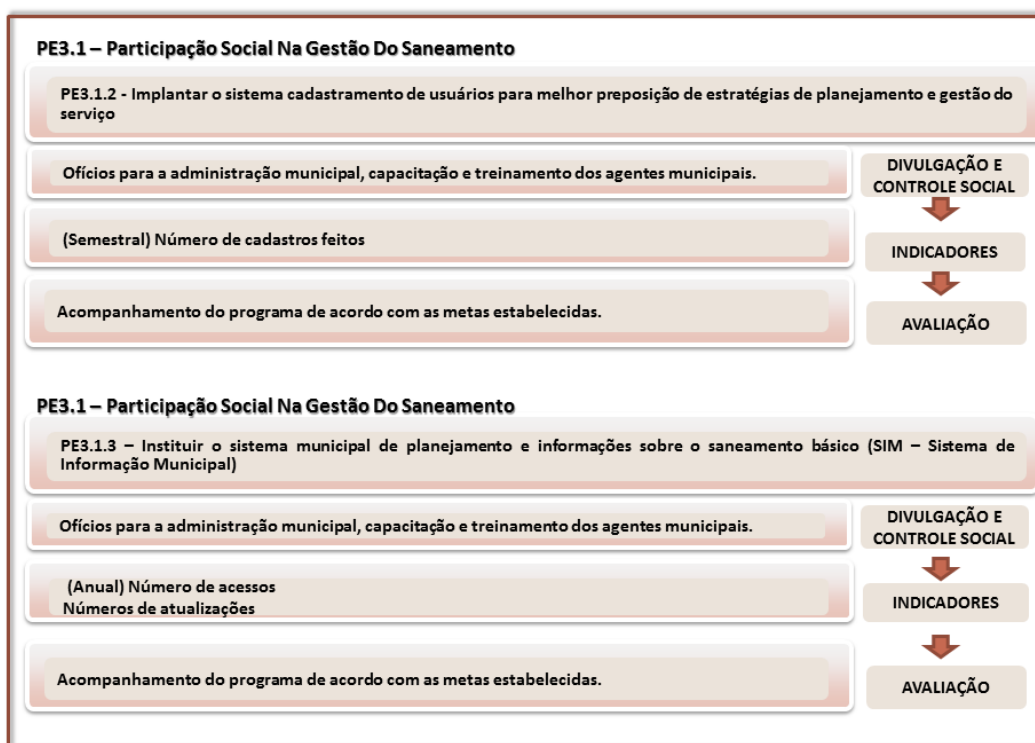 PE3.1 – Participação Social Na Gestão Do Saneamento
PE3.1.2 - Implantar o sistema cadastramento de usuários para melhor preposição de estratégias de planejamento e gestão do
serviço
Ofícios para a administração municipal, capacitação e treinamento dos agentes municipais.
DIVULGAÇÃO E
CONTROLE SOCIAL
(Semestral) Número de cadastros feitos
INDICADORES
Acompanhamento do programa de acordo com as metas estabelecidas.
AVALIAÇÃO
PE3.1 – Participação Social Na Gestão Do Saneamento
PE3.1.3 – Instituir o sistema municipal de planejamento e informações sobre o saneamento básico (SIM – Sistema de
Informação Municipal)
Ofícios para a administração municipal, capacitação e treinamento dos agentes municipais.
DIVULGAÇÃO E
CONTROLE SOCIAL
(Anual) Número de acessos
Números de atualizações
INDICADORES
Acompanhamento do programa de acordo com as metas estabelecidas.
AVALIAÇÃO